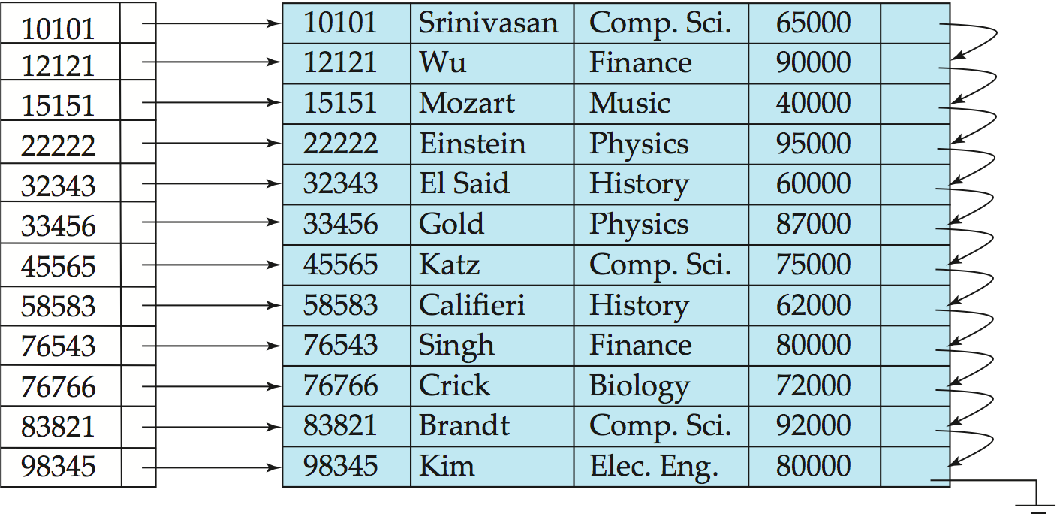 10101 10101 Srinivasan Comp. Sci. 65000
12121 12121 Wu Finance 90000
15151 15151 Mozart Music 40000
22222 22222 Einstein Physics 95000
32343 32343 El Said History 60000
33456 33456 Gold Physics 87000
45565 45565 Katz Comp. Sci. 75000
58583 58583 Califieri History 62000
76543 76543 Singh Finance 80000
76766 76766 Crick Biology 72000
83821 83821 Brandt Comp. Sci. 92000
98345 98345 Kim Elec. Eng. 80000